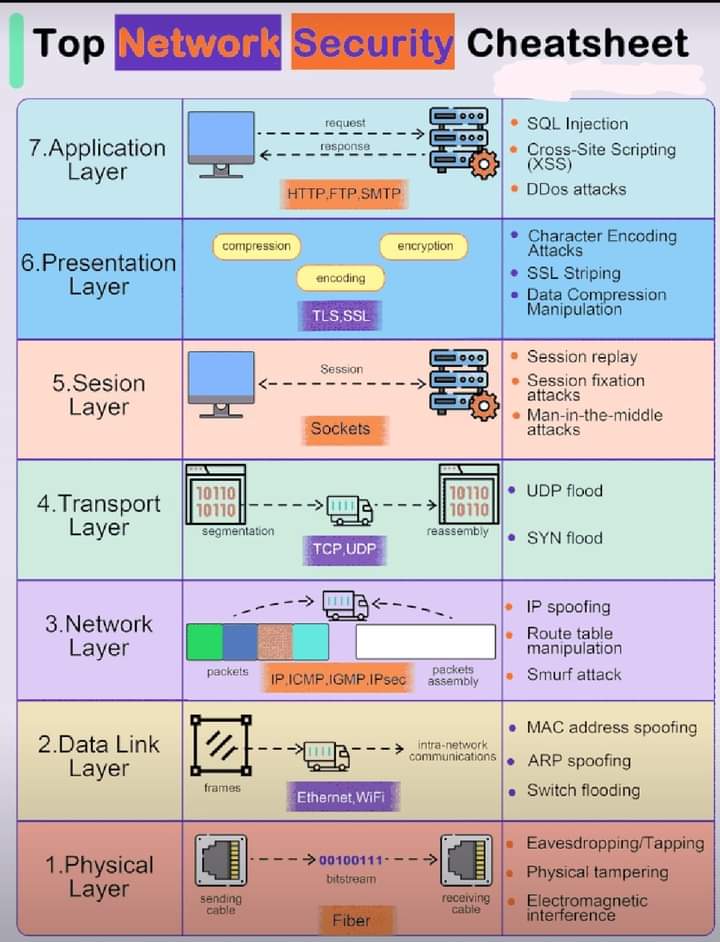 Top Network Security Cheatsheet
7.Application
Layer
request
response
HTTP,FTP,SMTP
SQL Injection
Cross-Site Scripting
(XSS)
DDos attacks
6.Presentation
Layer
compression
encryption
encoding
TLS,SSL
Character Encoding
Attacks
SSL Striping
Data Compression
Manipulation
5.Sesion
Layer
Session
Sockets
Session replay
Session fixation
attacks
Man-in-the-middle
attacks
4.Transport
Layer
10110
10110
segmentation
10110
10110
reassembly
TCP,UDP
UDP flood
SYN flood
3.Network
Layer
packets
IP,ICMP,IGMP,IPsec
packets
assembly
IP spoofing
Route table
manipulation
Smurf attack
2.Data Link
Layer
frames
intra-network
communications
Ethernet,WiFi
MAC address spoofing
ARP spoofing
Switch flooding
1.Physical
Layer
sending
cable
00100111
bitstream
receiving
cable
Fiber
Eavesdropping/Tapping
Physical tampering
Electromagnetic
interference